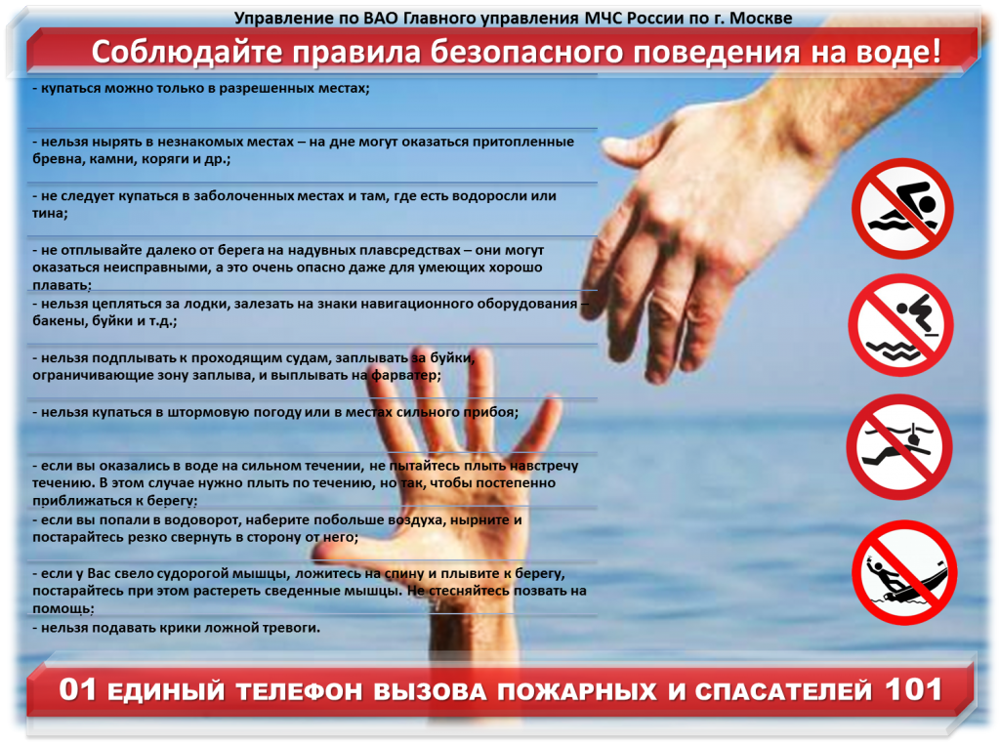 Управление по ВАО Главного управления МЧС России по г. Москве
Соблюдайте правила безопасного поведения на воде!
- купаться можно только в разрешенных местах;
- нельзя нырять в незнакомых местах – на дне могут оказаться притопленные
бревна, камни, коряги и др.;
- не следует купаться в заболоченных местах и там, где есть водоросли или
тина;
- не отплывайте далеко от берега на надувных плавсредствах – они могут
оказаться неисправными, а это очень опасно даже для умеющих хорошо
плавать;
- нельзя цепляться за лодки, залезать на знаки навигационного оборудования –
бакены, буйки и т.д.;
- нельзя подплывать к проходящим судам, заплывать за буйки,
ограничивающие зону заплыва, и выплывать на фарватер;
- нельзя купаться в штормовую погоду или в местах сильного прибоя;
- если вы оказались в воде на сильном течении, не пытайтесь плыть навстречу
течению. В этом случае нужно плыть по течению, но так, чтобы постепенно
приближаться к берегу;
- если вы попали в водоворот, наберите побольше воздуха, нырните и
постарайтесь резко свернуть в сторону от него;
- если у Вас свело судорогой мышцы, ложитесь на спину и плывите к берегу,
постарайтесь при этом растереть сведенные мышцы. Не стесняйтесь позвать на
помощь;
- нельзя подавать крики ложной тревоги.
01 ЕДИНЫЙ ТЕЛЕФОН ВЫЗОВА ПОЖАРНЫХ И СПАСАТЕЛЕЙ 101